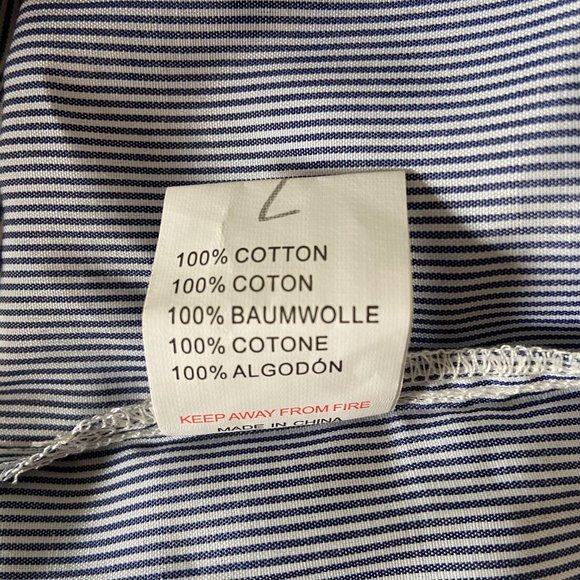 100% COTTON
100% COTON
100% BAUMWOLLE
100% COTONE
100% ALGODÓN
KEEP AWAY FROM FIRE
MADE IN CHINA